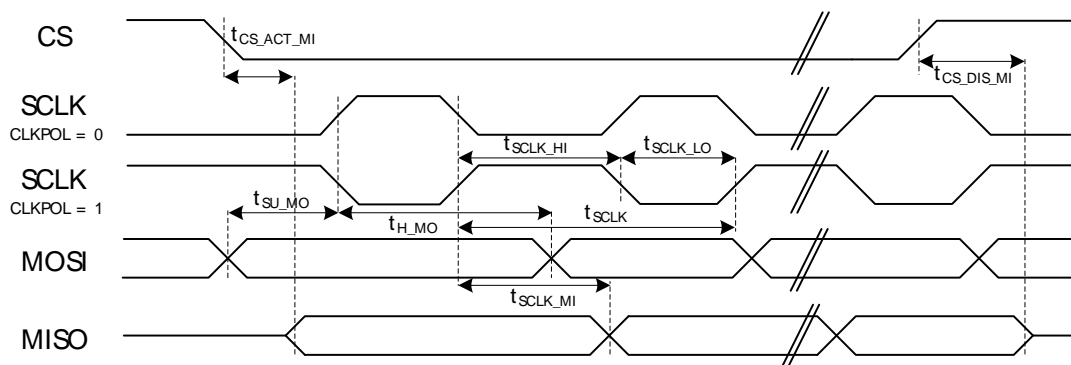 CS
tCS_ACT_MI
tCS_DIS_MI
SCLK
CLKPOL = 0
tSCLK_HI
tSCLK_LO
SCLK
CLKPOL = 1
tSU_MO
tH_MO
tSCLK
MOSI
tSCLK_MI
MISO